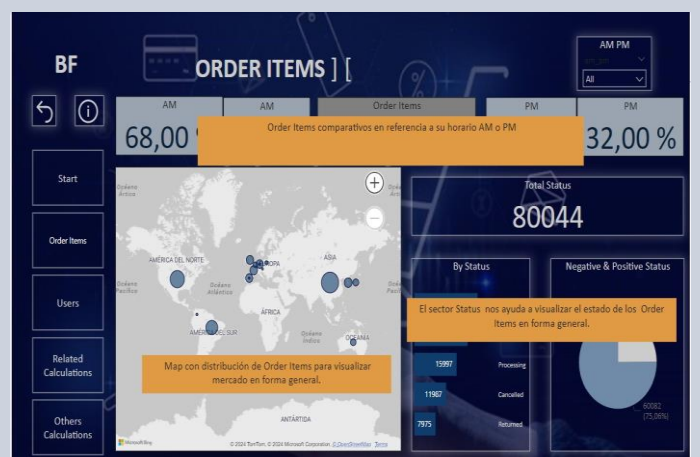 BF
ORDER ITEMS ] [
AM PM
All
AM
AM
Order Items
PM
PM
68,00
32,00 %
Order Items comparativos en referencia a su horario AM o PM
Start
Order Items
Users
Related
Calculations
Others
Calculations
Océano
Ártico
AMÉRICA DEL NORTE
ASIA
Océano
Pacífico
Océano
Atlántico
ÁFRICA
AMÉRICA DEL SUR
Océano
Índico
OCEANÍA
Map con distribución de Order Items para visualizar
mercado en forma general.
ANTÁRTIDA
Microsoft Bing
© 2024 TomTom, © 2024 Microsoft Corporation, © OpenStreetMap Terms
Total Status
80044
By Status
Negative & Positive Status
El sector Status nos ayuda a visualizar el estado de los Order
Items en forma general.
15997 Processing
11987 Cancelled
7975 Returned
60082
(75,06%)